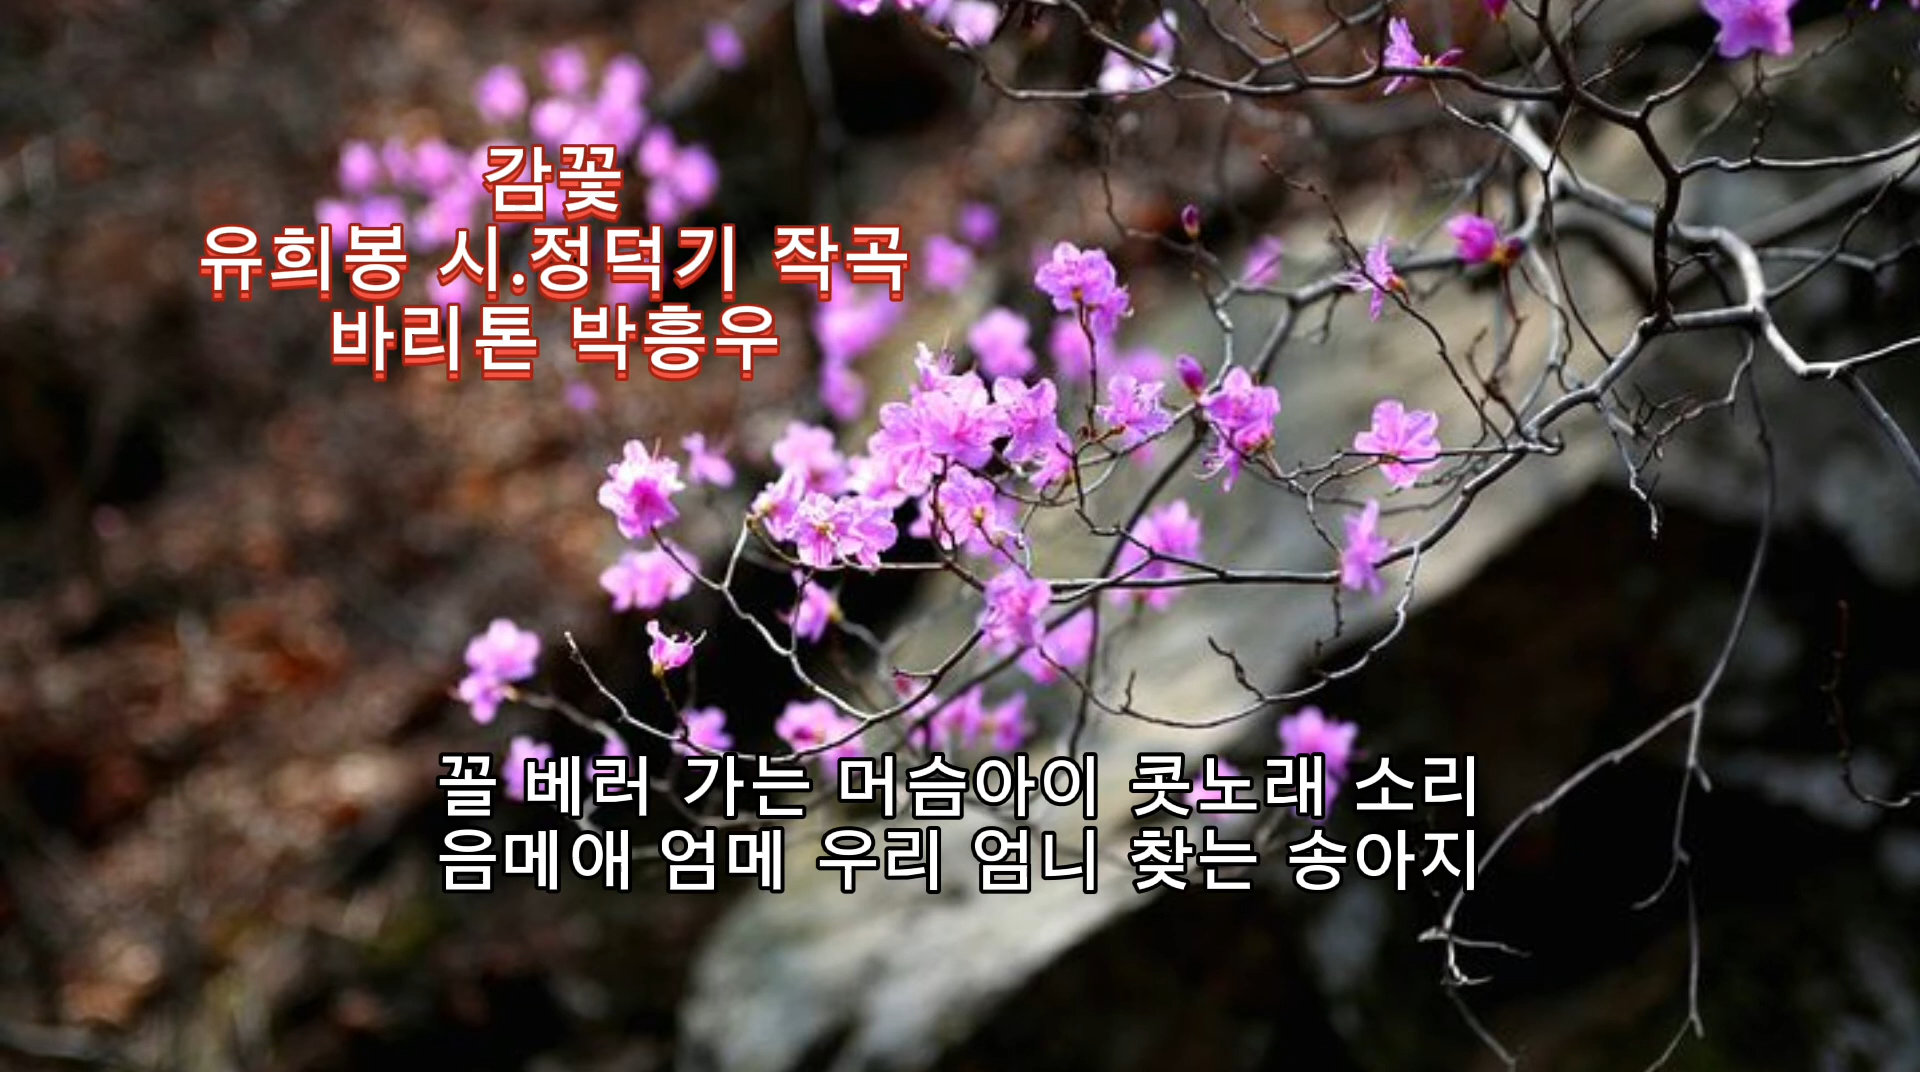 감꽃
유희봉 시.정덕기 작곡
바리톤 박흥우
꼴 베러 가는 머슴아이 콧노래 소리
음메애 엄메 우리 엄니 찾는 송아지